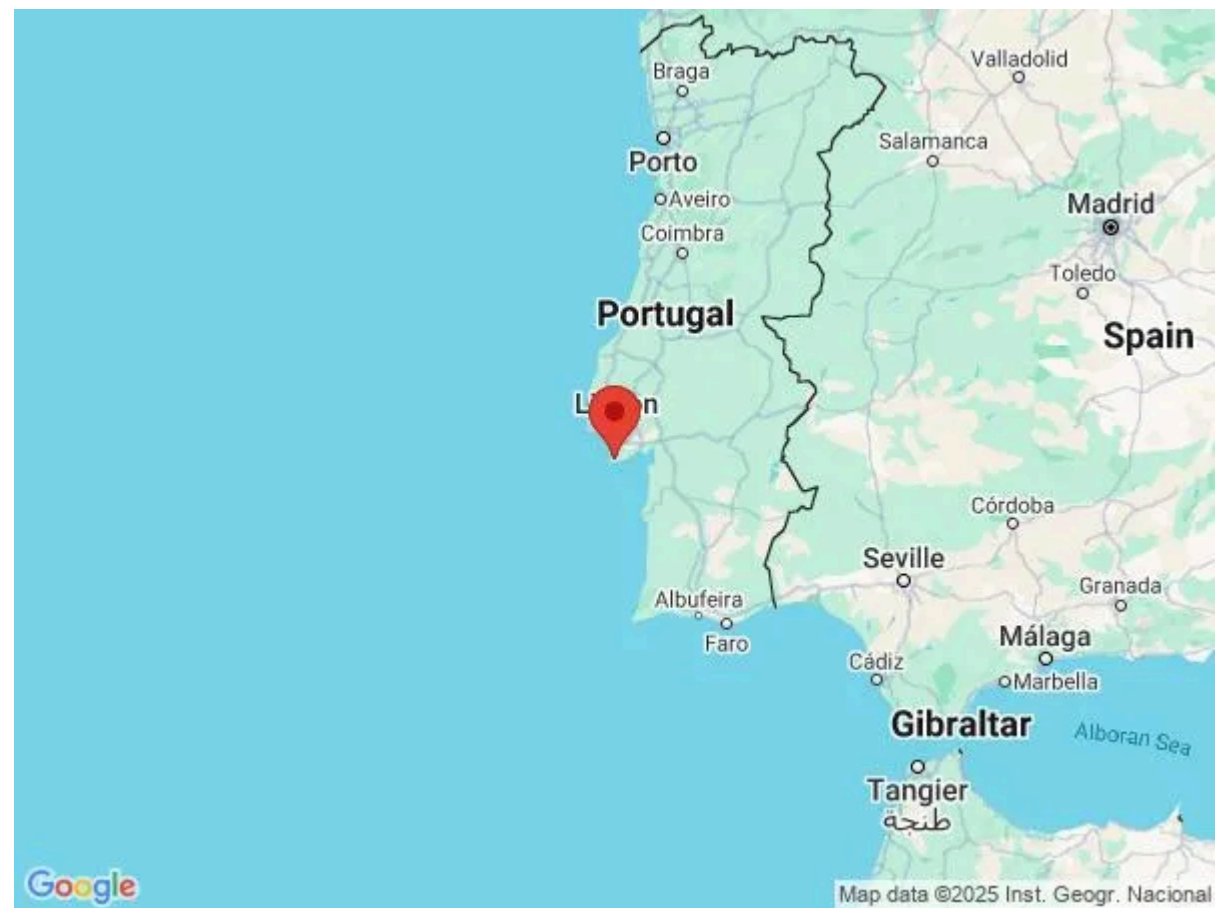 Braga
Valladolid
Porto
Salamanca
Aveiro
Madrid
Coimbra
Toledo
Portugal
Spain
Córdoba
Seville
Granada
Albufeira
Málaga
Faro
Cádiz
Marbella
Gibraltar
Alboran Sea
Tangier
طنجة
Google
Map data ©2025 Inst. Geogr. Nacional